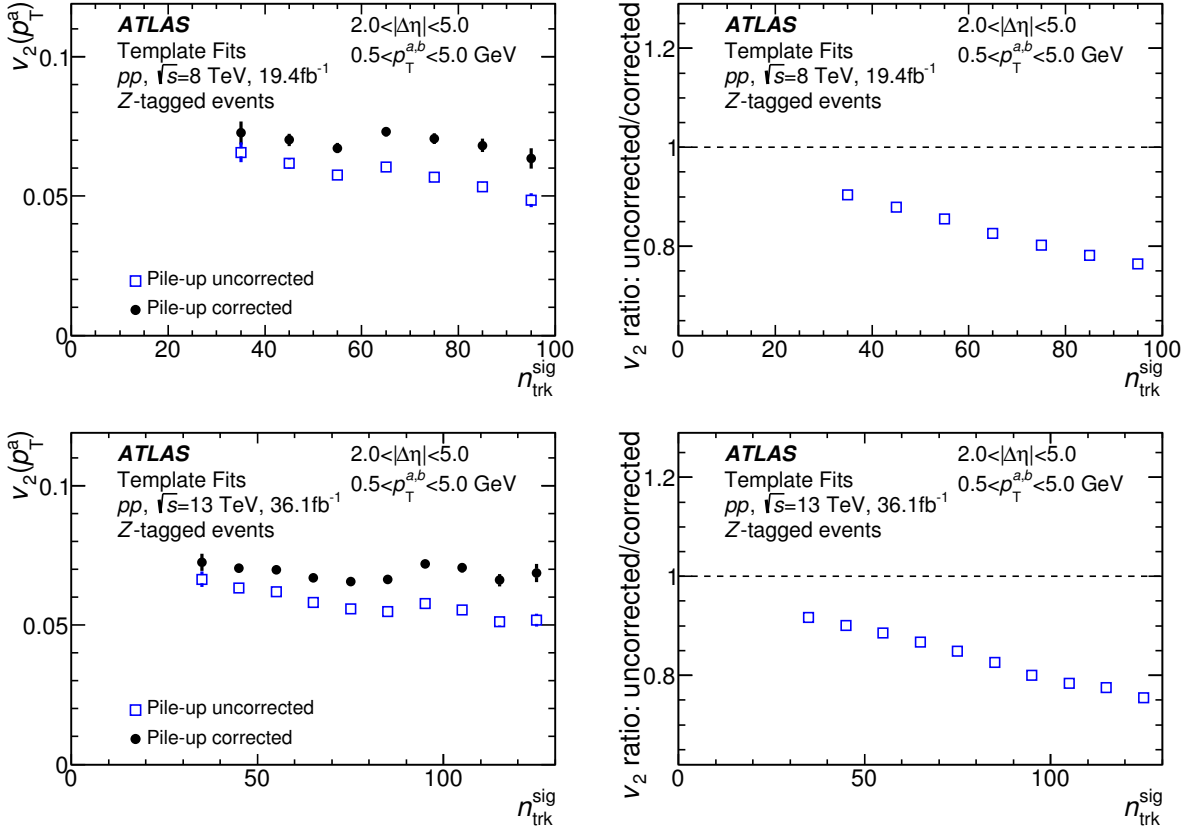 v₂(pᵀᵃ)
ATLAS
2.0<|Δη|<5.0
Template Fits
0.5<p_T^{a,b}<5.0 GeV
pp, √s=8 TeV, 19.4fb⁻¹
Z-tagged events
0.1
0.05
0
Pile-up uncorrected
Pile-up corrected
0 20 40 60 80 100
n_trk^sig
v₂ ratio: uncorrected/corrected
ATLAS
2.0<|Δη|<5.0
Template Fits
0.5<p_T^{a,b}<5.0 GeV
pp, √s=8 TeV, 19.4fb⁻¹
Z-tagged events
1.2
1
0.8
0 20 40 60 80 100
n_trk^sig
v₂(pᵀᵃ)
ATLAS
2.0<|Δη|<5.0
Template Fits
0.5<p_T^{a,b}<5.0 GeV
pp, √s=13 TeV, 36.1fb⁻¹
Z-tagged events
0.1
0.05
0
Pile-up uncorrected
Pile-up corrected
0 50 100
n_trk^sig
v₂ ratio: uncorrected/corrected
ATLAS
2.0<|Δη|<5.0
Template Fits
0.5<p_T^{a,b}<5.0 GeV
pp, √s=13 TeV, 36.1fb⁻¹
Z-tagged events
1.2
1
0.8
0 50 100
n_trk^sig